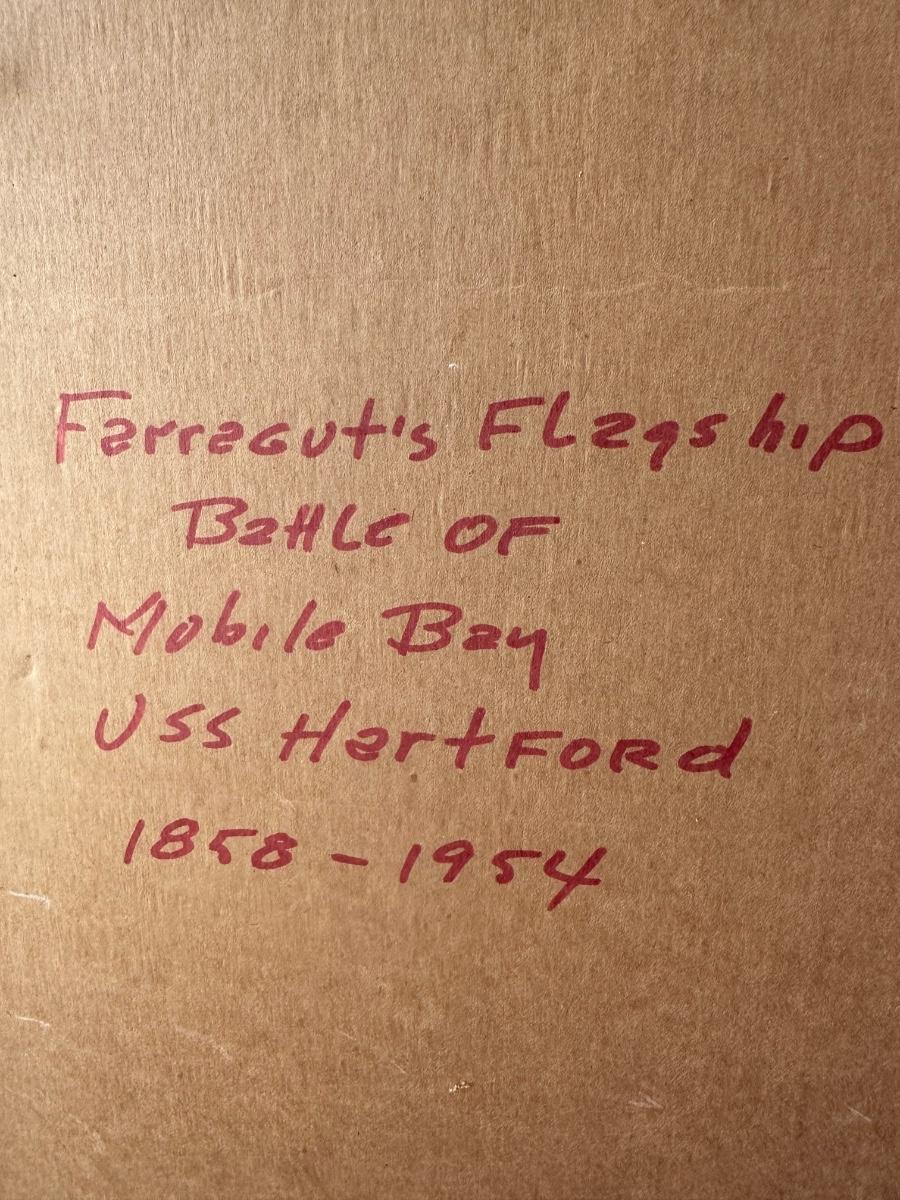 Farragut's Flagship
Battle OF
Mobile Bay
USS HartFORd
1858 - 1954